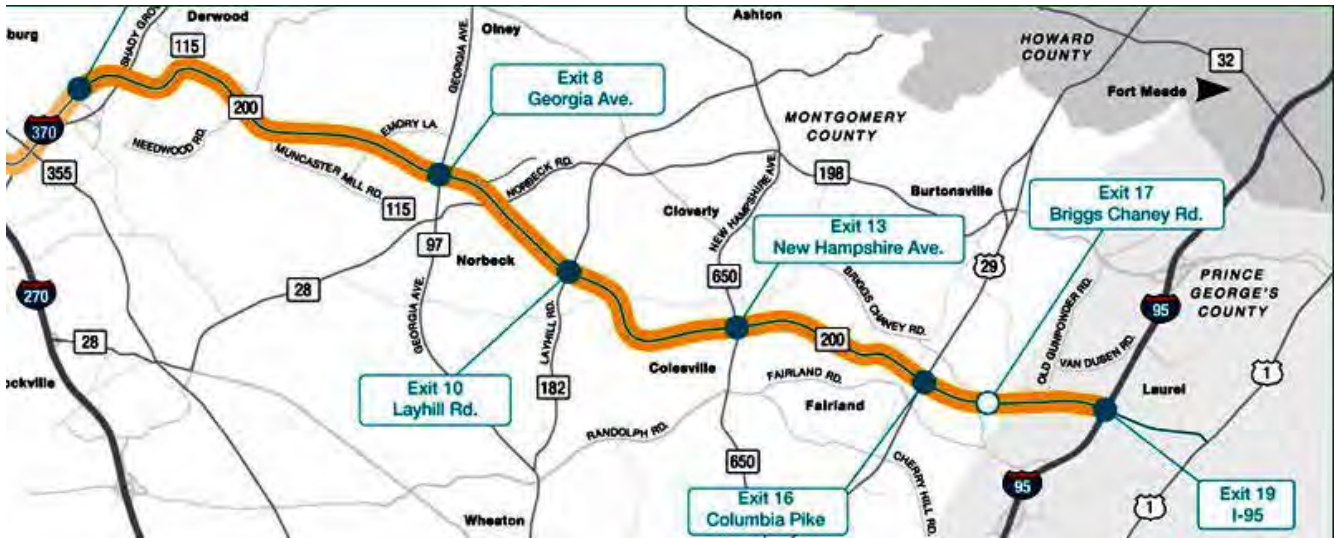 Derwood
Ashton
burg
SHADY GRO
115
GEORGIA AVE.
Olney
HOWARD
COUNTY
32
Exit 8
Georgia Ave.
Fort Meade
200
370
EMORY LA.
MONTGOMERY
COUNTY
NEEDWOOD RD.
MUNCASTER MILL RD.
NORBECK RD.
355
198
Burtonsville
Exit 17
Briggs Chaney Rd.
115
Cloverly
NEW HAMPSHIRE AVE.
Exit 13
New Hampshire Ave.
97
Norbeck
650
29
PRINCE
GEORGE'S
COUNTY
270
28
GEORGIA AVE.
LAYHILL RD.
BRIGGS CHANEY RD.
OLD GUNPOWDER RD.
95
28
200
VAN DUSEN RD.
ockville
Exit 10
Layhill Rd.
182
Colesville
FAIRLAND RD.
Fairland
Laurel
1
RANDOLPH RD.
650
CHERRY HILL RD.
95
Exit 16
Columbia Pike
Exit 19
I-95
Wheaton
1